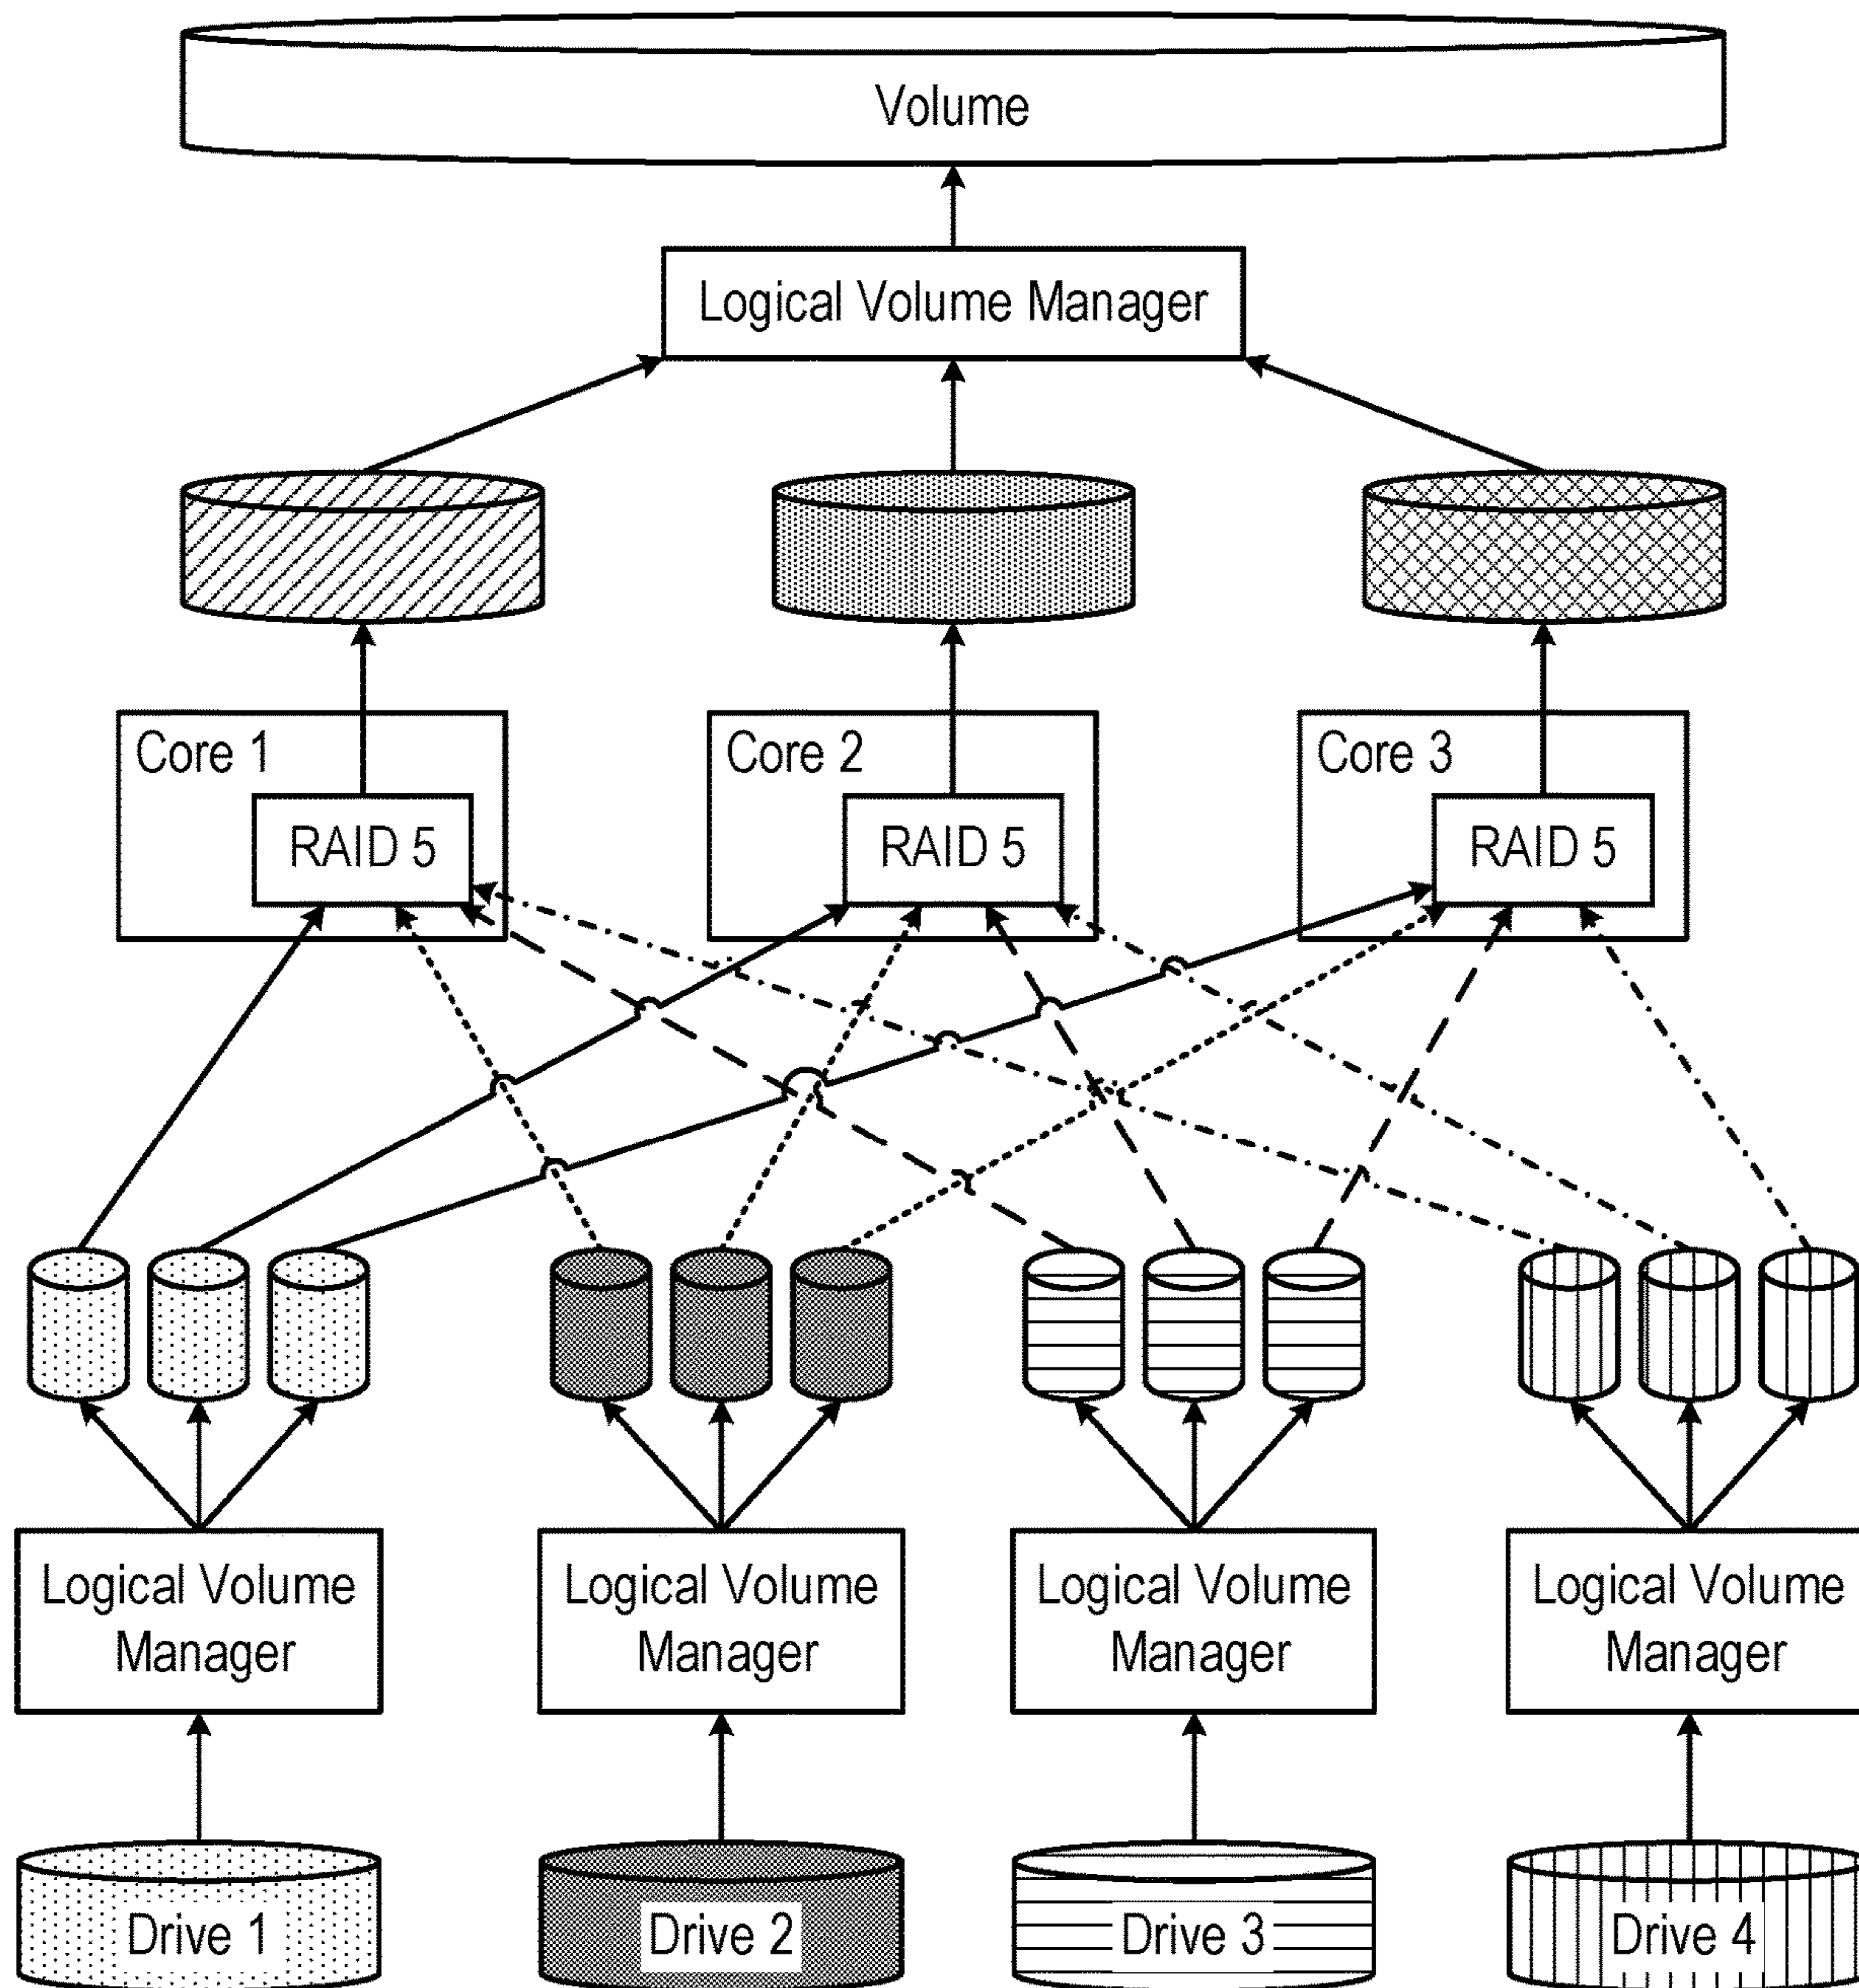 Volume
Logical Volume Manager
Core 1
Core 2
Core 3
RAID 5
RAID 5
RAID 5
Logical Volume
Manager
Logical Volume
Manager
Logical Volume
Manager
Logical Volume
Manager
Drive 1
Drive 2
Drive 3
Drive 4